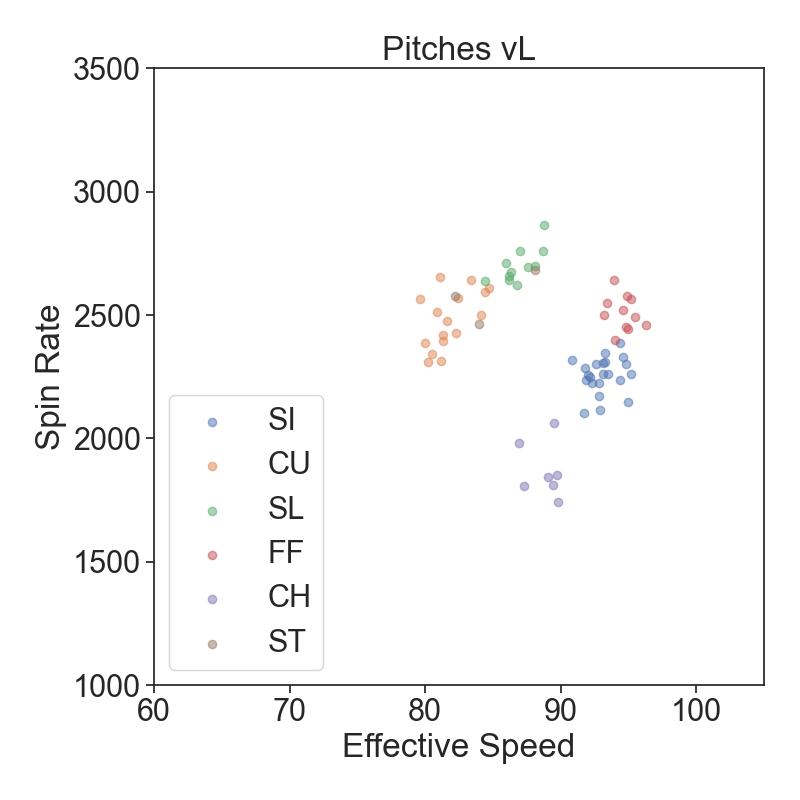 Pitches vL
3500
3000
2500
2000
1500
1000
Spin Rate
SI
CU
SL
FF
CH
ST
60 70 80 90 100
Effective Speed